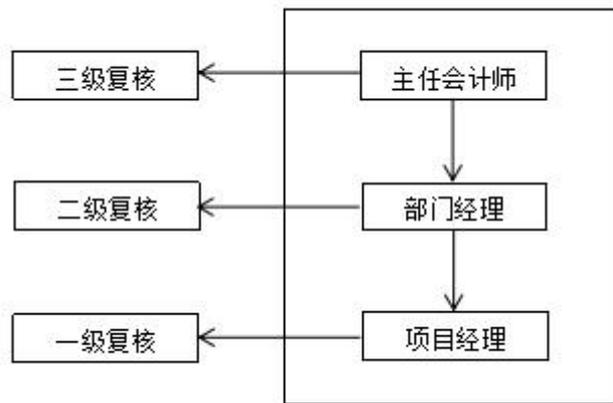 三级复核
主任会计师
二级复核
部门经理
一级复核
项目经理